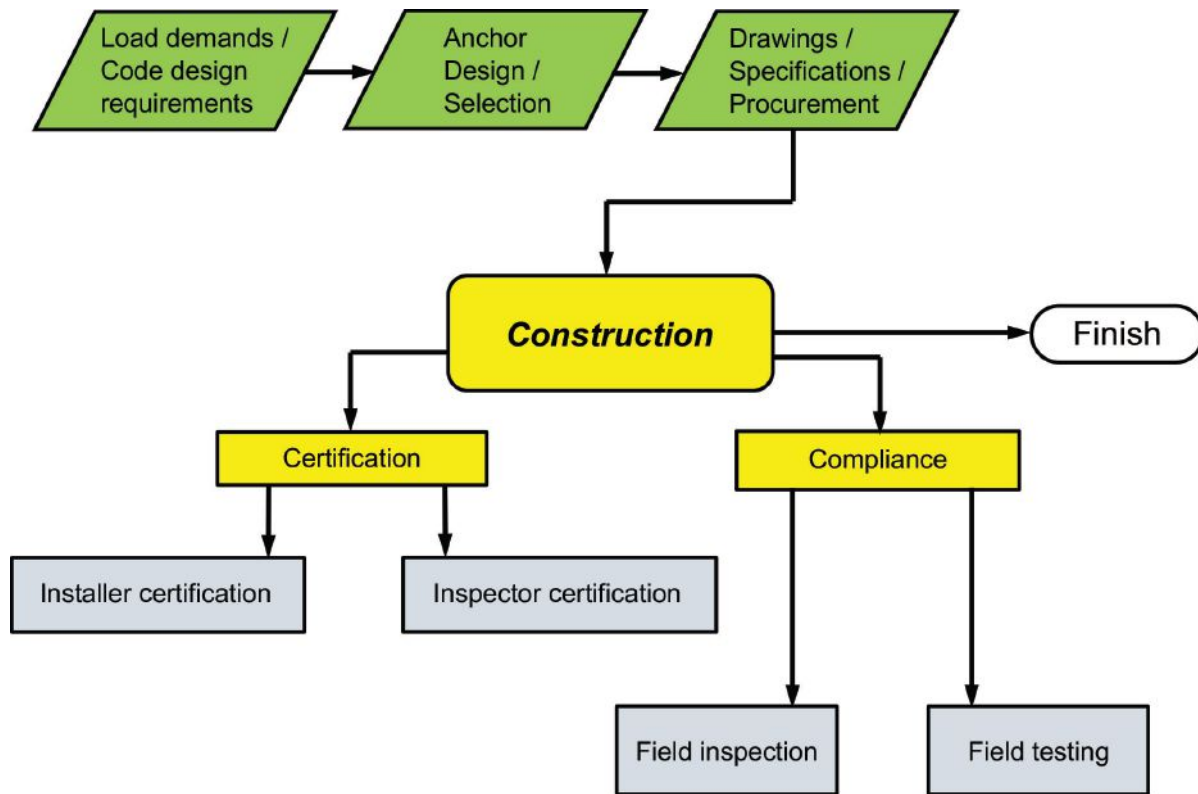 Load demands /
Code design
requirements
Anchor
Design /
Selection
Drawings /
Specifications /
Procurement
Construction
Finish
Certification
Compliance
Installer certification
Inspector certification
Field inspection
Field testing